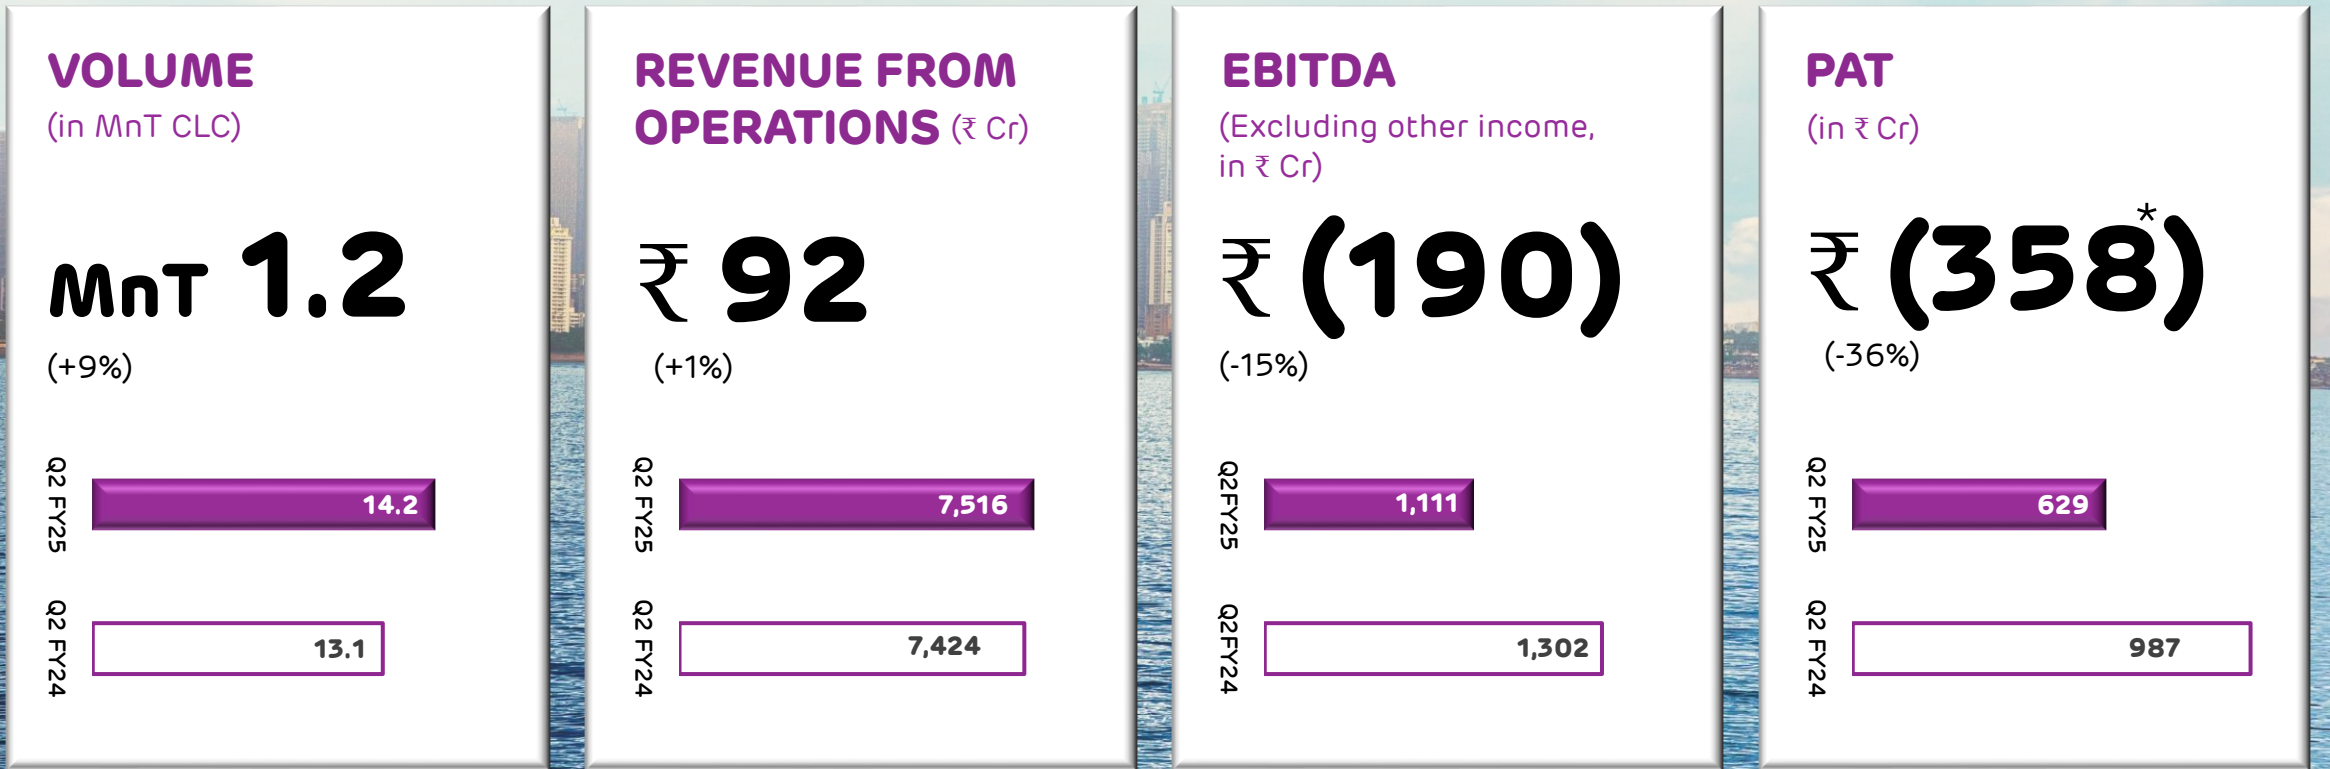 VOLUME
(in MnT CLC)
MnT 1.2
(+9%)
Q2 FY25
14.2
Q2 FY24
13.1
REVENUE FROM
OPERATIONS (₹ Cr)
₹ 92
(+1%)
Q2 FY25
7,516
Q2 FY24
7,424
EBITDA
(Excluding other income,
in ₹ Cr)
₹ (190)
(-15%)
Q2FY25
1,111
Q2FY24
1,302
PAT
(in ₹ Cr)
₹ (358*)
(-36%)
Q2 FY25
629
Q2 FY24
987